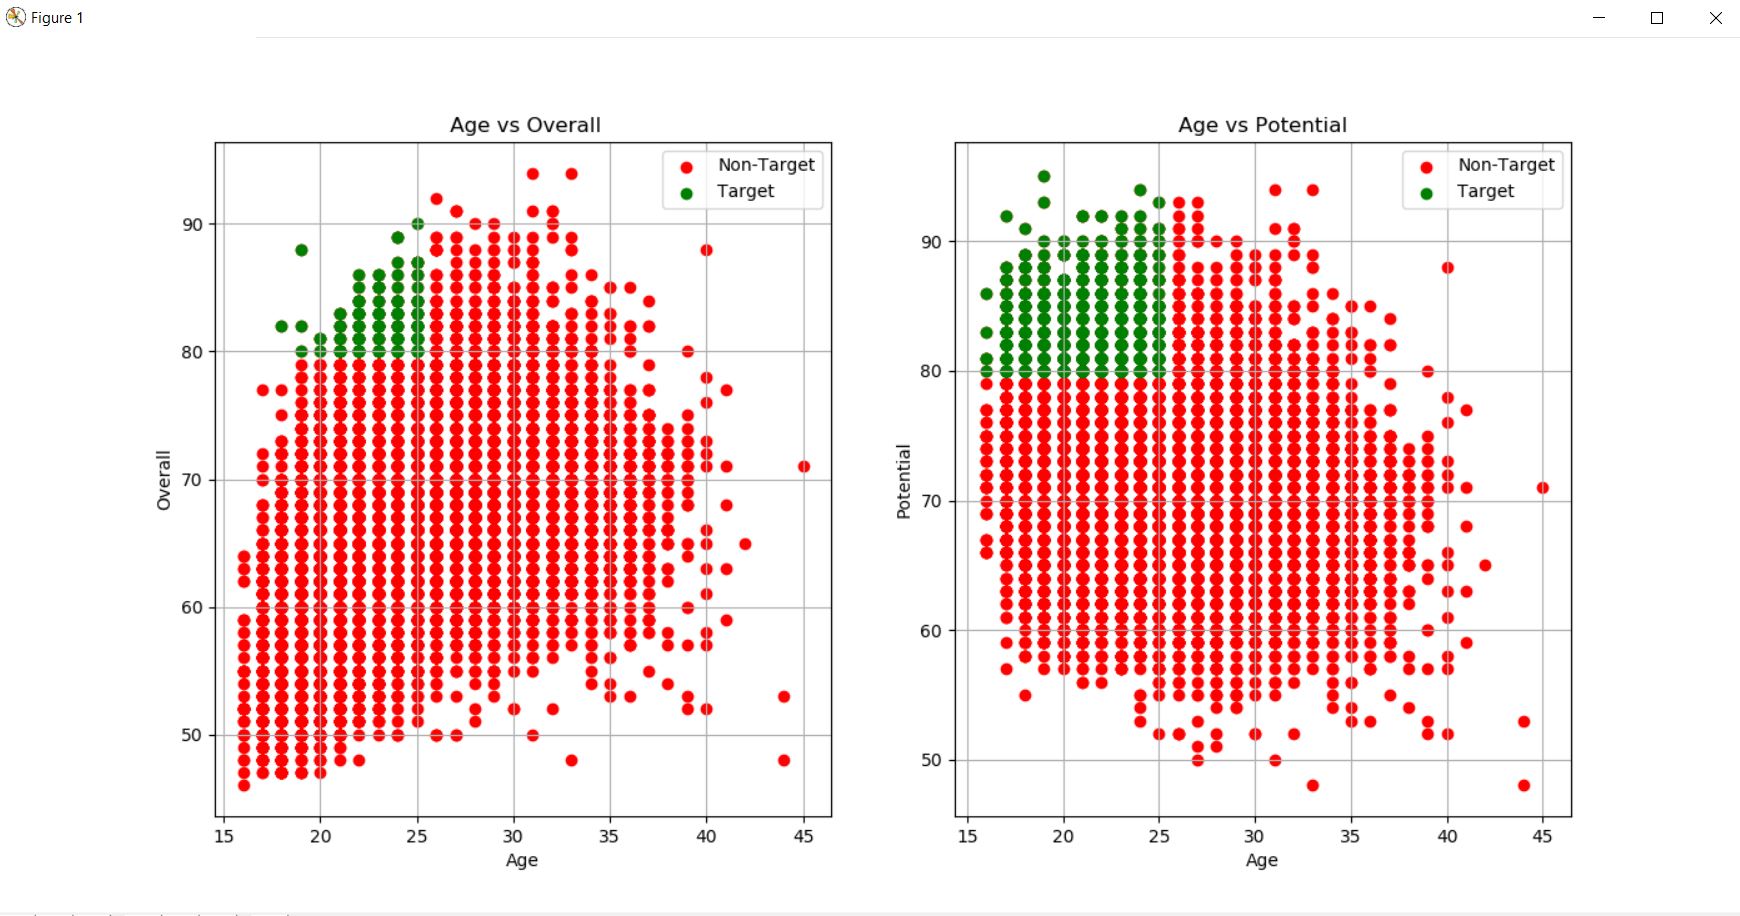 Figure 1
Age vs Overall
Non-Target
Target
90
80
70
60
50
Overall
15 20 25 30 35 40 45
Age
Age vs Potential
Non-Target
Target
90
80
70
60
50
Potential
15 20 25 30 35 40 45
Age